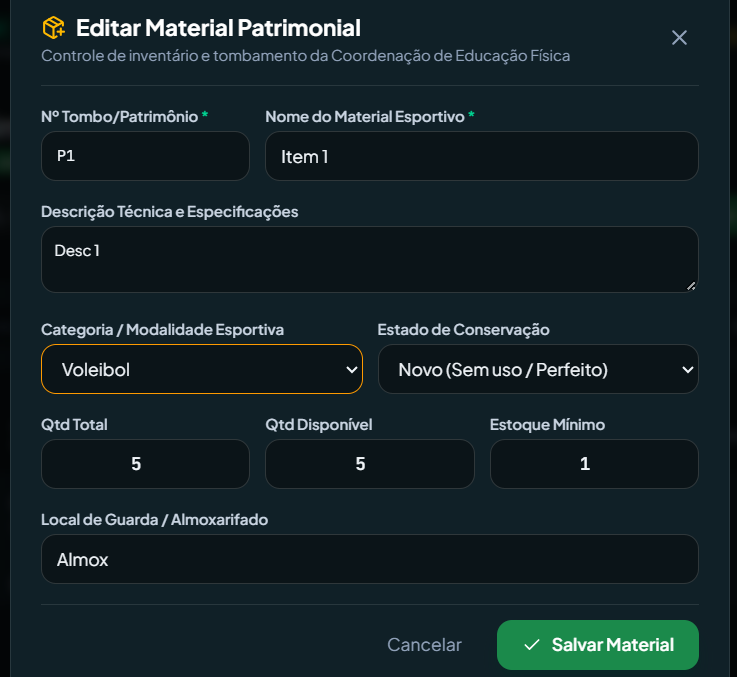 Editar Material Patrimonial
Controle de inventário e tombamento da Coordenação de Educação Física
Nº Tombo/Patrimônio *
Nome do Material Esportivo *
P1
Item 1
Descrição Técnica e Especificações
Desc 1
Categoria / Modalidade Esportiva
Estado de Conservação
Voleibol
Novo (Sem uso / Perfeito)
Qtd Total
Qtd Disponível
Estoque Mínimo
5
5
1
Local de Guarda / Almoxarifado
Almox
Cancelar
Salvar Material